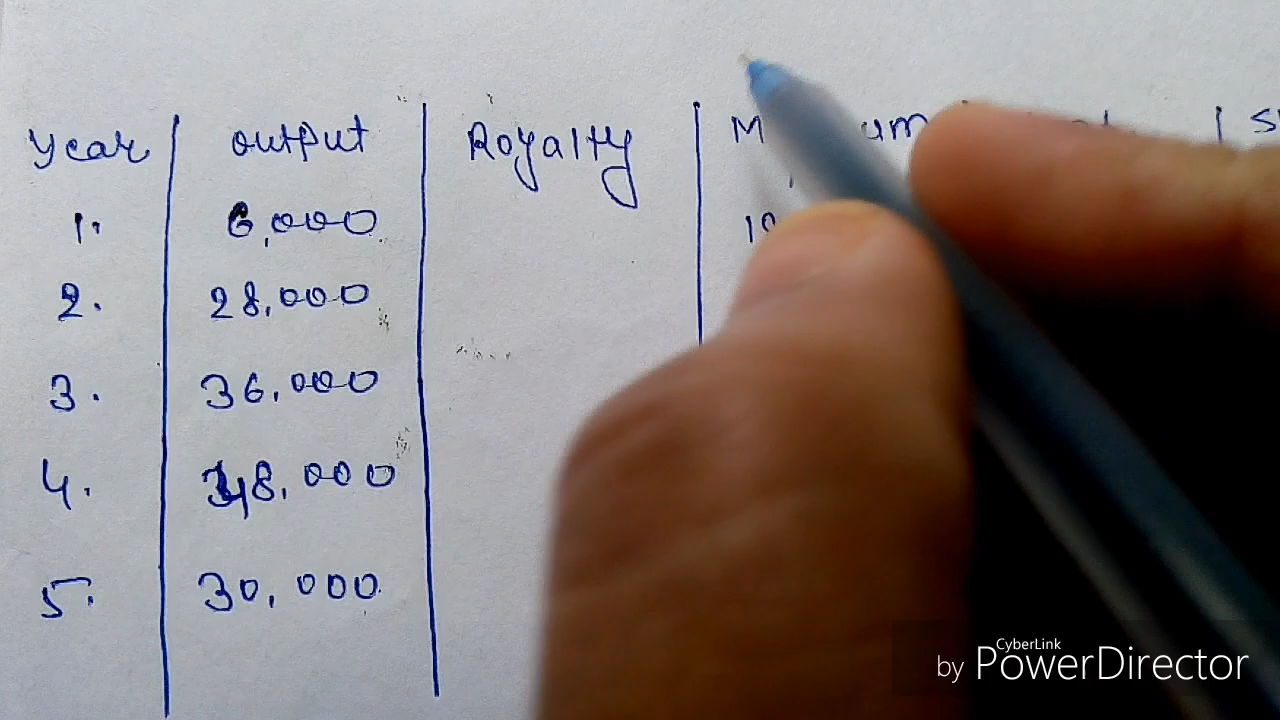 Year Output Royalty
1. 6,000
2. 28,000
3. 36,000
4. 48,000
5. 30,000
CyberLink
by PowerDirector